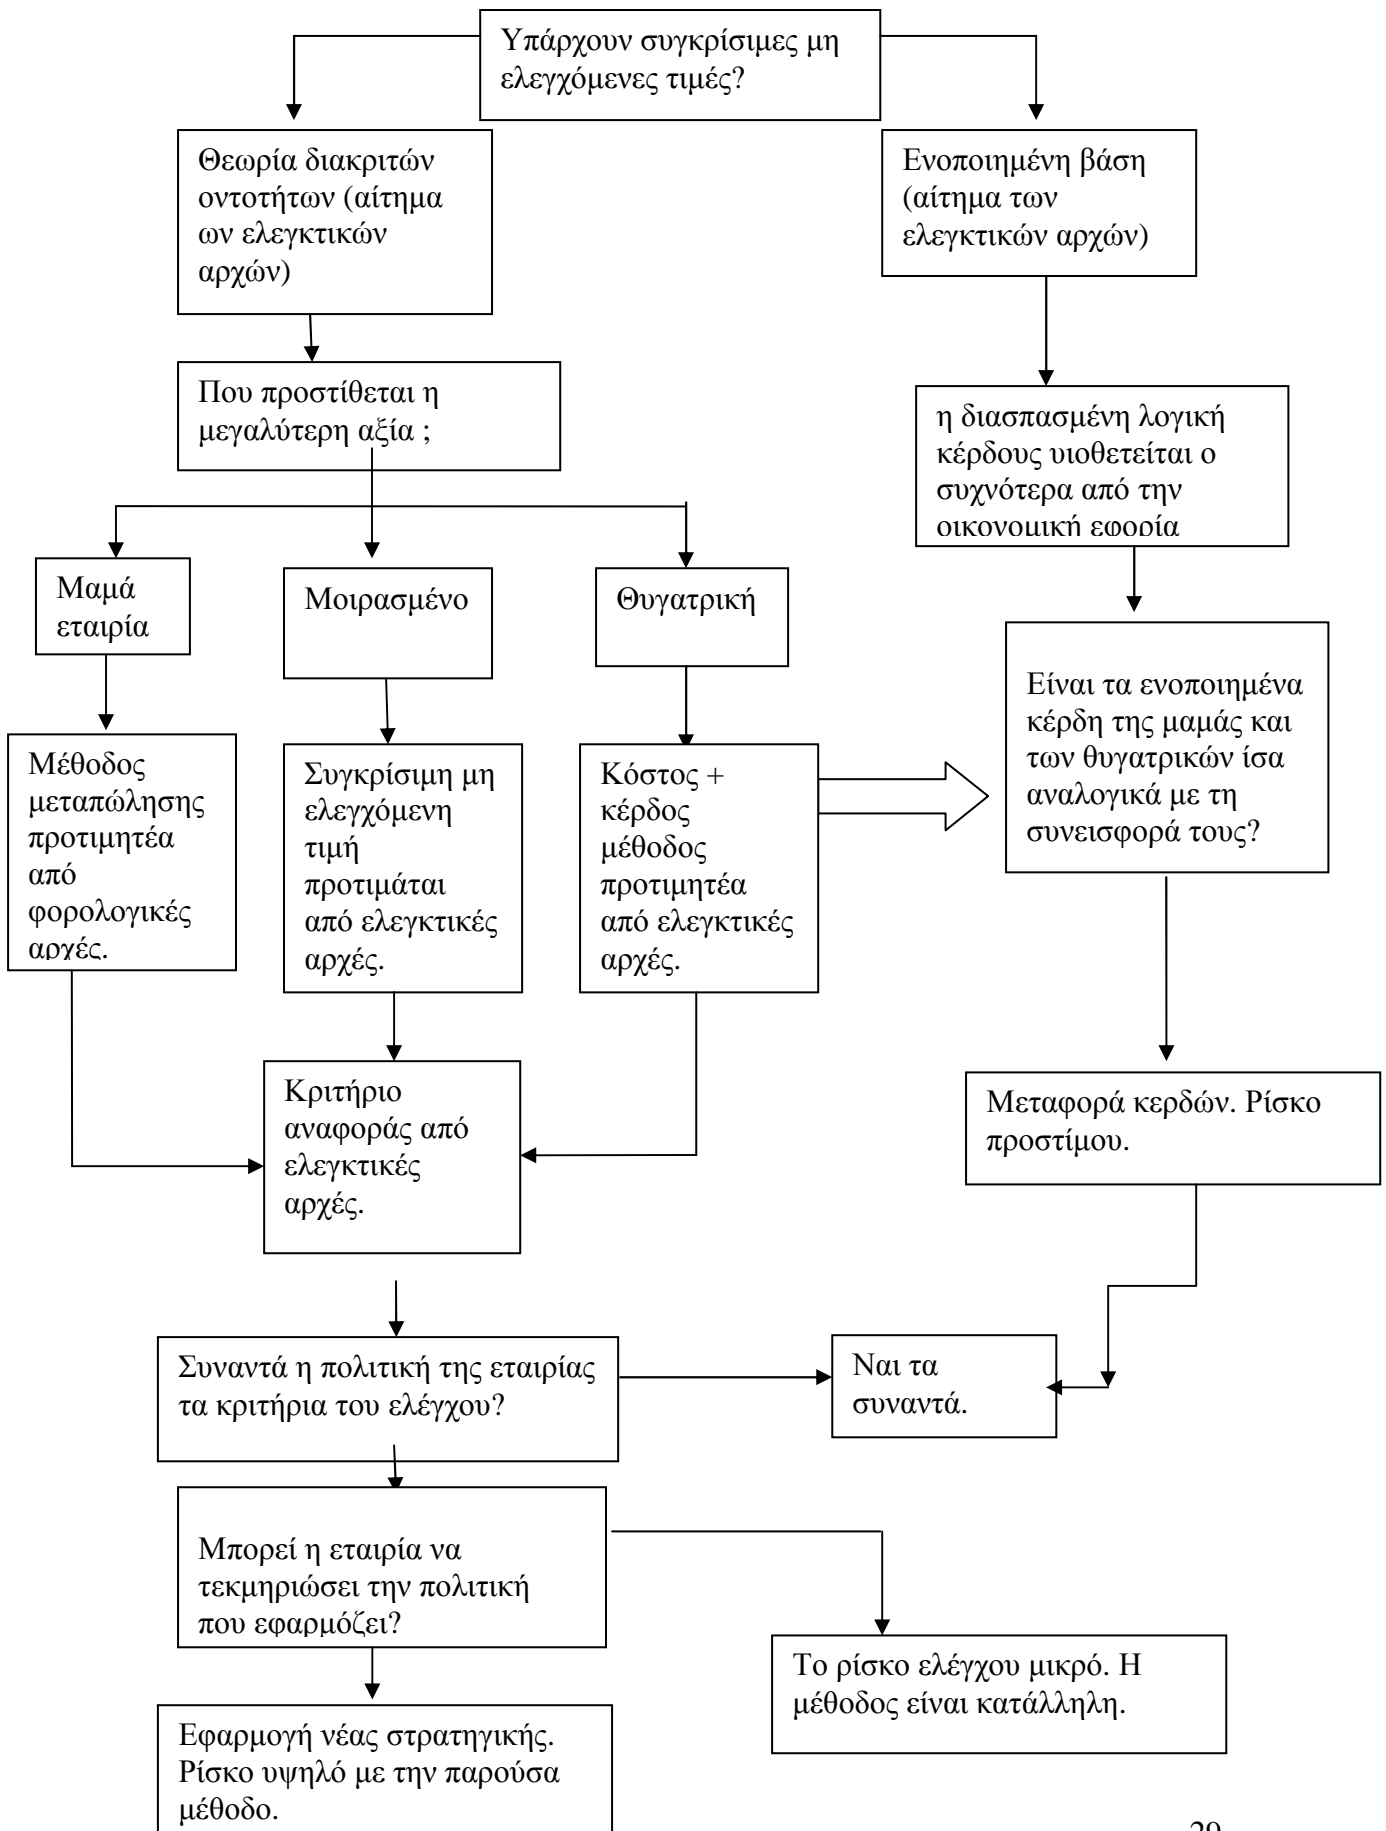 Υπάρχουν συγκρίσιμες μη
ελεγχόμενες τιμές?
Θεωρία διακριτών
οντοτήτων (αίτημα
ων ελεγκτικών
αρχών)
Ενοποιημένη βάση
(αίτημα των
ελεγκτικών αρχών)
Που προστίθεται η
μεγαλύτερη αξία ;
η διασπασμένη λογική
κέρδους υιοθετείται ο
συχνότερα από την
οικονομική εφορία
Μαμά
εταιρία
Μοιρασμένο
Θυγατρική
Είναι τα ενοποιημένα
κέρδη της μαμάς και
των θυγατρικών ίσα
αναλογικά με τη
συνεισφορά τους?
Μέθοδος
μεταπώλησης
προτιμητέα
από
φορολογικές
αρχές.
Συγκρίσιμη μη
ελεγχόμενη
τιμή
προτιμάται
από ελεγκτικές
αρχές.
Κόστος +
κέρδος
μέθοδος
προτιμητέα
από ελεγκτικές
αρχές.
Κριτήριο
αναφοράς από
ελεγκτικές
αρχές.
Μεταφορά κερδών. Ρίσκο
προστίμου.
Συναντά η πολιτική της εταιρίας
τα κριτήρια του ελέγχου?
Ναι τα
συναντά.
Μπορεί η εταιρία να
τεκμηριώσει την πολιτική
που εφαρμόζει?
Το ρίσκο ελέγχου μικρό. Η
μέθοδος είναι κατάλληλη.
Εφαρμογή νέας στρατηγικής.
Ρίσκο υψηλό με την παρούσα
μέθοδο.
29